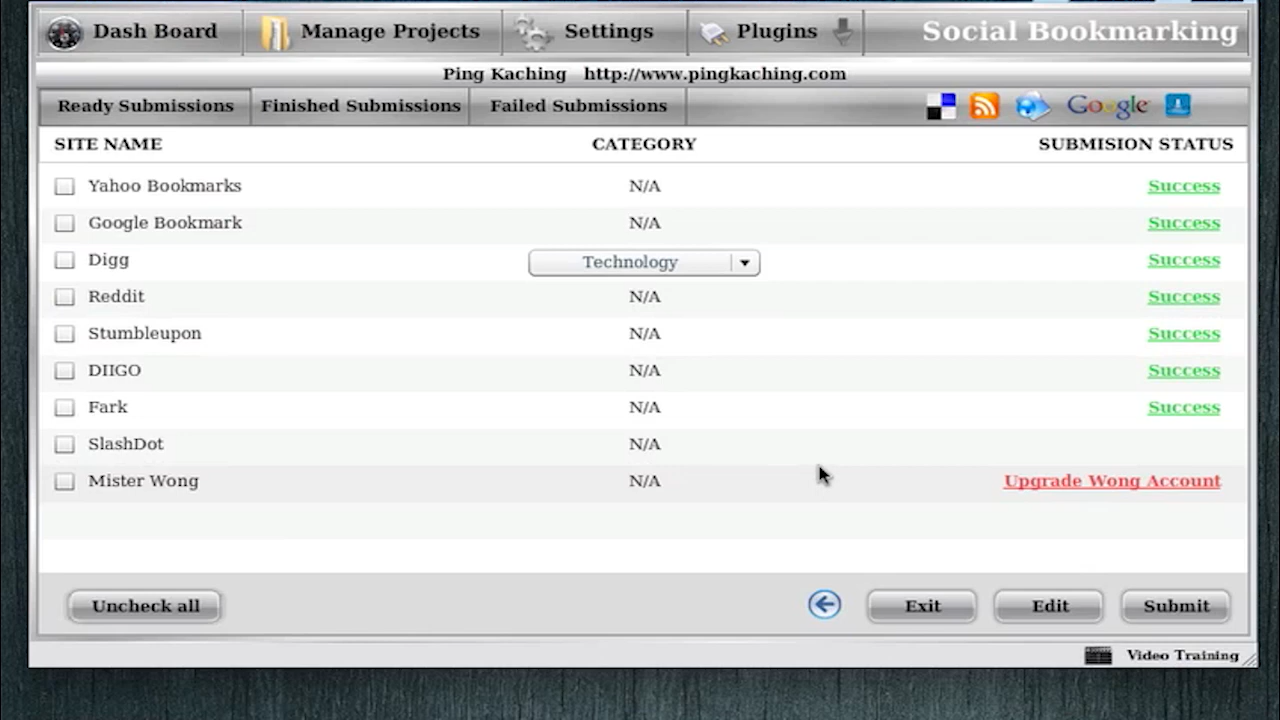 Dash Board Manage Projects Settings Plugins Social Bookmarking
Ping Kaching http://www.pingkaching.com
Ready Submissions Finished Submissions Failed Submissions Google
SITE NAME CATEGORY SUBMISION STATUS
Yahoo Bookmarks N/A Success
Google Bookmark N/A Success
Digg Technology Success
Reddit N/A Success
Stumbleupon N/A Success
DIIGO N/A Success
Fark N/A Success
SlashDot N/A
Mister Wong N/A Upgrade Wong Account
Uncheck all Exit Edit Submit
Video Training